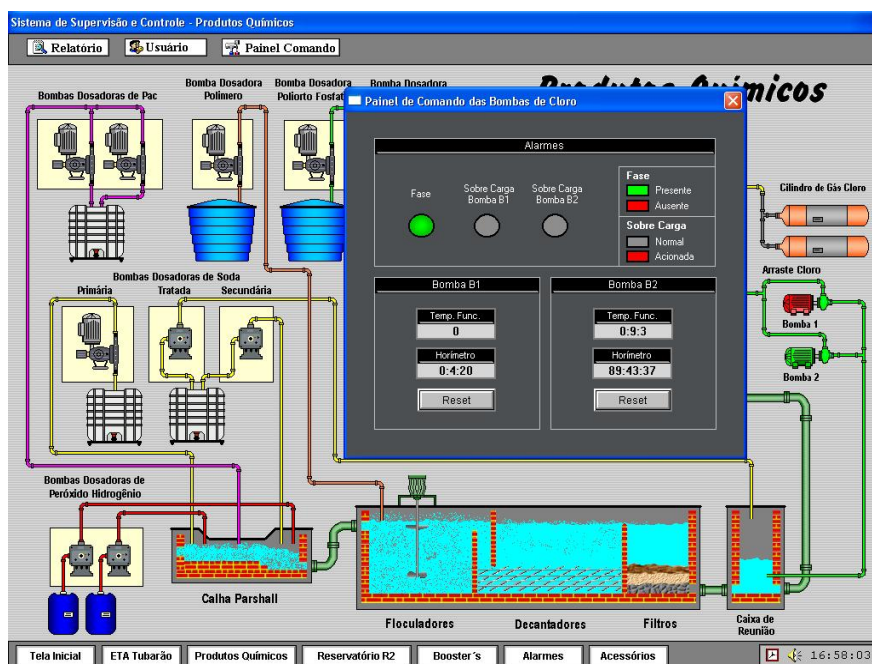 Sistema de Supervisão e Controle - Produtos Químicos
Relatório
Usuário
Painel Comando
Produtos Químicos
Bombas Dosadoras de Pac
Bomba Dosadora
Polimero
Bomba Dosadora
Poliorto Fosfat
Bomba Dosadora
Painel de Comando das Bombas de Cloro
Alarmes
Fase
Sobre Carga
Bomba B1
Sobre Carga
Bomba B2
Fase
Presente
Ausente
Sobre Carga
Normal
Acionada
Bomba B1
Temp. Func.
0
Horímetro
0:4:20
Reset
Bomba B2
Temp. Func.
0:9:3
Horímetro
89:43:37
Reset
Cilindro de Gás Cloro
Arraste Cloro
Bomba 1
Bomba 2
Bombas Dosadoras de Soda
Primária
Tratada
Secundária
Bombas Dosadoras de
Peróxido Hidrogênio
Calha Parshall
Floculadores
Decantadores
Filtros
Caixa de
Reunião
Tela Inicial
ETA Tubarão
Produtos Químicos
Reservatório R2
Booster´s
Alarmes
Acessórios
16:58:03